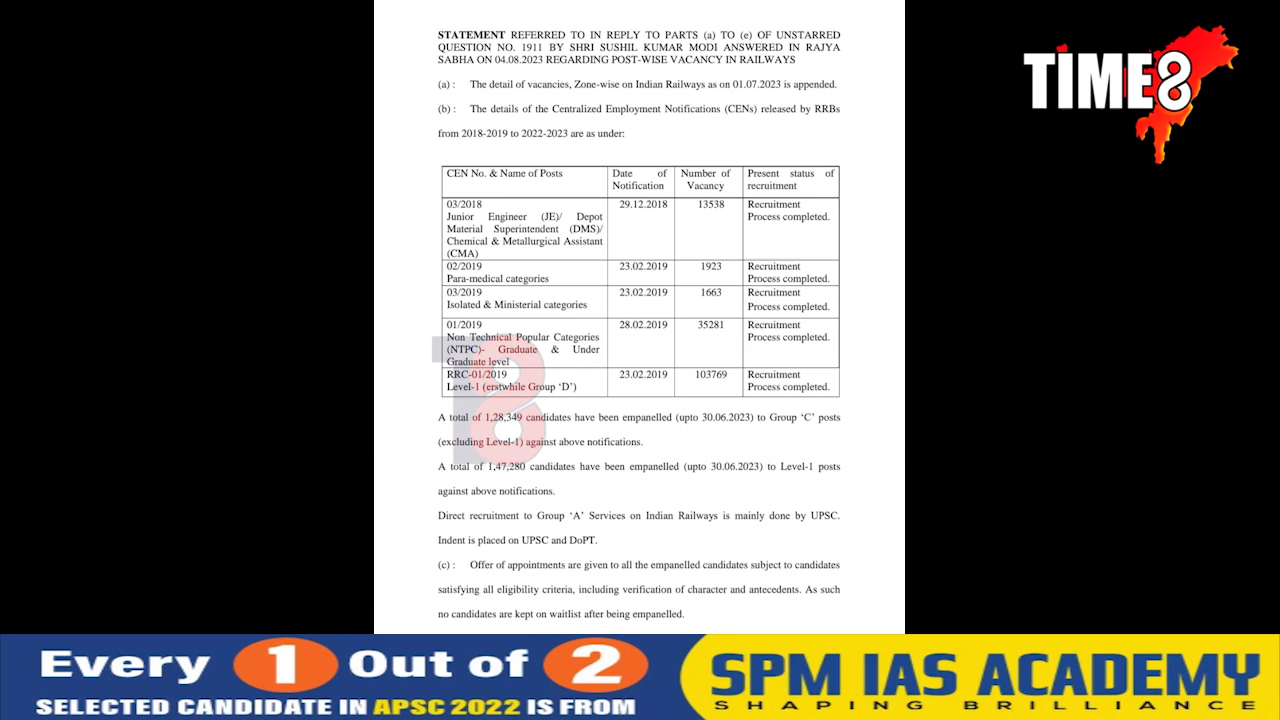 STATEMENT REFERRED TO IN REPLY TO PARTS (a) TO (e) OF UNSTARRED
QUESTION NO. 1911 BY SHRI SUSHIL KUMAR MODI ANSWERED IN RAJYA
SABHA ON 04.08.2023 REGARDING POST-WISE VACANCY IN RAILWAYS
(a) : The detail of vacancies, Zone-wise on Indian Railways as on 01.07.2023 is appended.
(b) : The details of the Centralized Employment Notifications (CENs) released by RRBs
from 2018-2019 to 2022-2023 are as under:
CEN No. & Name of Posts Date of Number of Present status of
Notification Vacancy recruitment
03/2018 29.12.2018 13538 Recruitment
Junior Engineer (JE)/ Depot Process completed.
Material Superintendent (DMS)/
Chemical & Metallurgical Assistant
(CMA)
02/2019 23.02.2019 1923 Recruitment
Para-medical categories Process completed.
03/2019 23.02.2019 1663 Recruitment
Isolated & Ministerial categories Process completed.
01/2019 28.02.2019 35281 Recruitment
Non Technical Popular Categories Process completed.
(NTPC)- Graduate & Under
Graduate level
RRC-01/2019 23.02.2019 103769 Recruitment
Level-1 (erstwhile Group ‘D’) Process completed.
A total of 1,28,349 candidates have been empanelled (upto 30.06.2023) to Group ‘C’ posts
(excluding Level-1) against above notifications.
A total of 1,47,280 candidates have been empanelled (upto 30.06.2023) to Level-1 posts
against above notifications.
Direct recruitment to Group ‘A’ Services on Indian Railways is mainly done by UPSC.
Indent is placed on UPSC and DoPT.
(c) : Offer of appointments are given to all the empanelled candidates subject to candidates
satisfying all eligibility criteria, including verification of character and antecedents. As such
no candidates are kept on waitlist after being empanelled.
TIME8
T8
Every 1 Out of 2
SELECTED CANDIDATE IN APSC 2022 IS FROM
SPM IAS ACADEMY
SHAPING BRILLIANCE